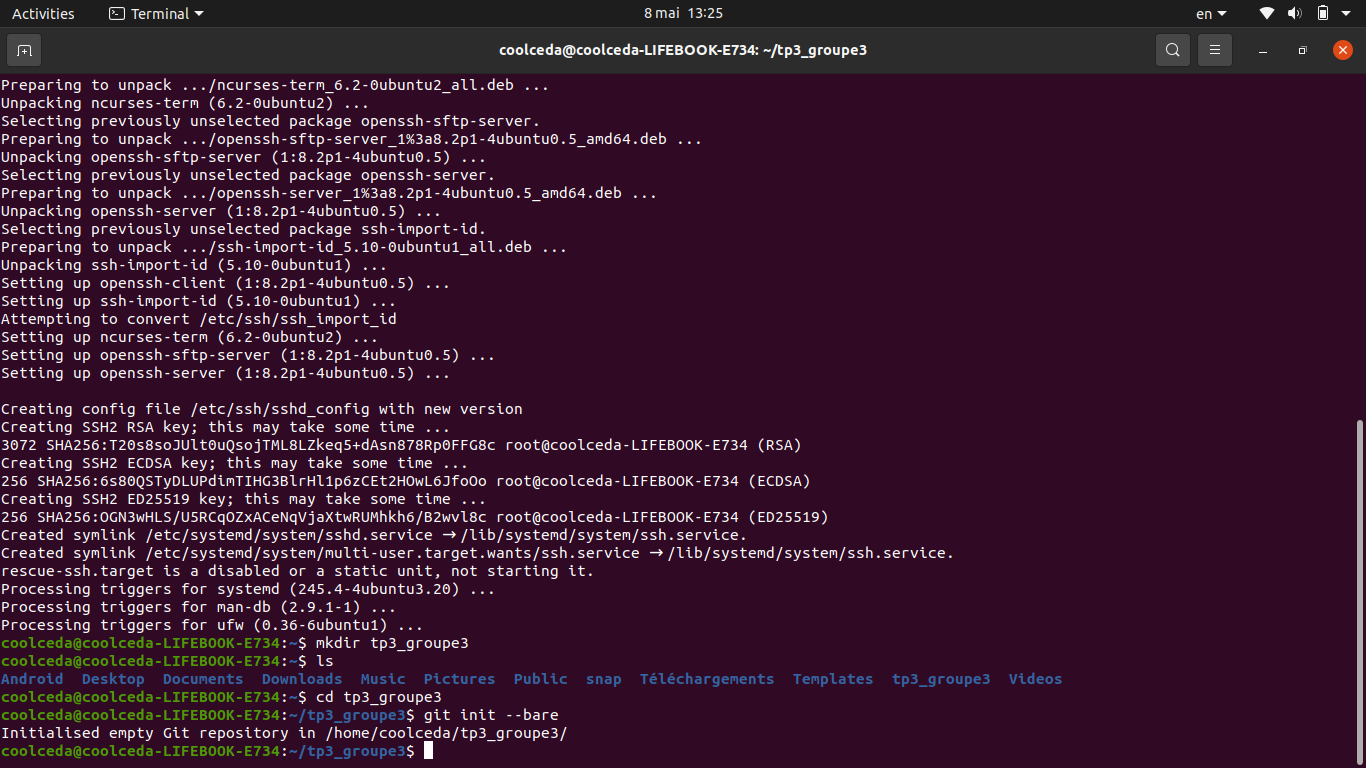 Activities Terminal 8 mai 13:25 en
coolceda@coolceda-LIFEBOOK-E734: ~/tp3_groupe3
Preparing to unpack .../ncurses-term_6.2-0ubuntu2_all.deb ...
Unpacking ncurses-term (6.2-0ubuntu2) ...
Selecting previously unselected package openssh-sftp-server.
Preparing to unpack .../openssh-sftp-server_1%3a8.2p1-4ubuntu0.5_amd64.deb ...
Unpacking openssh-sftp-server (1:8.2p1-4ubuntu0.5) ...
Selecting previously unselected package openssh-server.
Preparing to unpack .../openssh-server_1%3a8.2p1-4ubuntu0.5_amd64.deb ...
Unpacking openssh-server (1:8.2p1-4ubuntu0.5) ...
Selecting previously unselected package ssh-import-id.
Preparing to unpack .../ssh-import-id_5.10-0ubuntu1_all.deb ...
Unpacking ssh-import-id (5.10-0ubuntu1) ...
Setting up openssh-client (1:8.2p1-4ubuntu0.5) ...
Setting up ssh-import-id (5.10-0ubuntu1) ...
Attempting to convert /etc/ssh/ssh_import_id
Setting up ncurses-term (6.2-0ubuntu2) ...
Setting up openssh-sftp-server (1:8.2p1-4ubuntu0.5) ...
Setting up openssh-server (1:8.2p1-4ubuntu0.5) ...
Creating config file /etc/ssh/sshd_config with new version
Creating SSH2 RSA key; this may take some time ...
3072 SHA256:T20s8soJUlt0uQsojTML8LZkeq5+dAsn878Rp0FFG8c root@coolceda-LIFEBOOK-E734 (RSA)
Creating SSH2 ECDSA key; this may take some time ...
256 SHA256:6s80QSTyDLUPdimTIHG3BlrHl1p6zCEt2HOwL6JfoOo root@coolceda-LIFEBOOK-E734 (ECDSA)
Creating SSH2 ED25519 key; this may take some time ...
256 SHA256:OGN3wHLS/U5RCqOZxACeNqVjaXtwRUMhkh6/B2wvl8c root@coolceda-LIFEBOOK-E734 (ED25519)
Created symlink /etc/systemd/system/sshd.service → /lib/systemd/system/ssh.service.
Created symlink /etc/systemd/system/multi-user.target.wants/ssh.service → /lib/systemd/system/ssh.service.
rescue-ssh.target is a disabled or a static unit, not starting it.
Processing triggers for systemd (245.4-4ubuntu3.20) ...
Processing triggers for man-db (2.9.1-1) ...
Processing triggers for ufw (0.36-6ubuntu1) ...
coolceda@coolceda-LIFEBOOK-E734:~$ mkdir tp3_groupe3
coolceda@coolceda-LIFEBOOK-E734:~$ ls
Android Desktop Documents Downloads Music Pictures Public snap Téléchargements Templates tp3_groupe3 Videos
coolceda@coolceda-LIFEBOOK-E734:~$ cd tp3_groupe3
coolceda@coolceda-LIFEBOOK-E734:~/tp3_groupe3$ git init --bare
Initialised empty Git repository in /home/coolceda/tp3_groupe3/
coolceda@coolceda-LIFEBOOK-E734:~/tp3_groupe3$